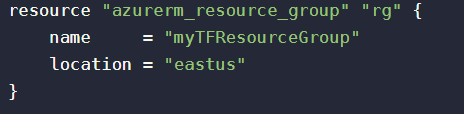 resource "azurerm_resource_group" "rg" {
    name     = "myTFResourceGroup"
    location = "eastus"
}